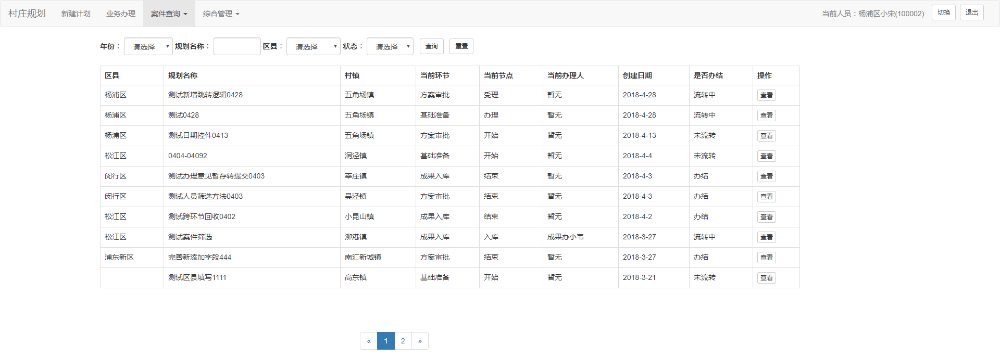 村庄规划 新建计划 业务办理 案件查询 综合管理 当前人员：杨浦区小宋(100002) 切换 退出
年份： 请选择 规划名称： 区县： 请选择 状态： 请选择 查询 重置
区县 规划名称 村镇 当前环节 当前节点 当前办理人 创建日期 是否办结 操作
杨浦区 测试新增跳转逻辑0428 五角场镇 方案审批 受理 暂无 2018-4-28 流转中 查看
杨浦区 测试0428 五角场镇 基础准备 办理 暂无 2018-4-28 流转中 查看
杨浦区 测试日期控件0413 五角场镇 方案审批 开始 暂无 2018-4-13 未流转 查看
松江区 0404-04092 洞泾镇 基础准备 开始 暂无 2018-4-4 未流转 查看
闵行区 测试办理意见暂存转提交0403 莘庄镇 成果入库 结束 暂无 2018-4-3 办结 查看
闵行区 测试人员筛选方法0403 吴泾镇 方案审批 结束 暂无 2018-4-3 办结 查看
松江区 测试跨环节回收0402 小昆山镇 成果入库 结束 暂无 2018-4-2 办结 查看
松江区 测试案件筛选 泖港镇 成果入库 入库 成果办小韦 2018-3-27 流转中 查看
浦东新区 完善新添加字段444 南汇新城镇 方案审批 结束 暂无 2018-3-27 办结 查看
测试区县填写1111 高东镇 基础准备 开始 暂无 2018-3-21 未流转 查看
« 1 2 »